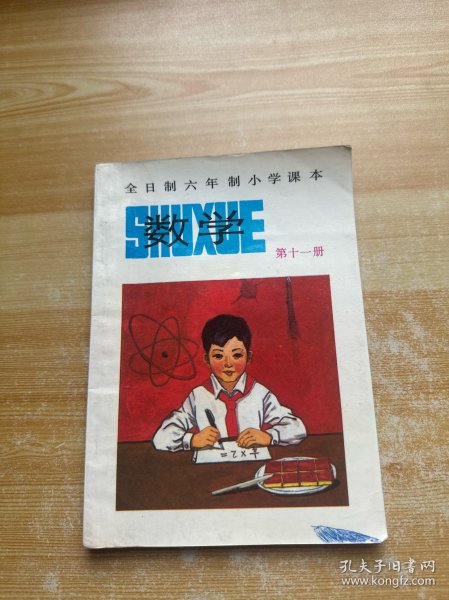 全日制六年制小学课本
SHUXUE
数学
第十一册
孔夫子旧书网
www.kongfz.com